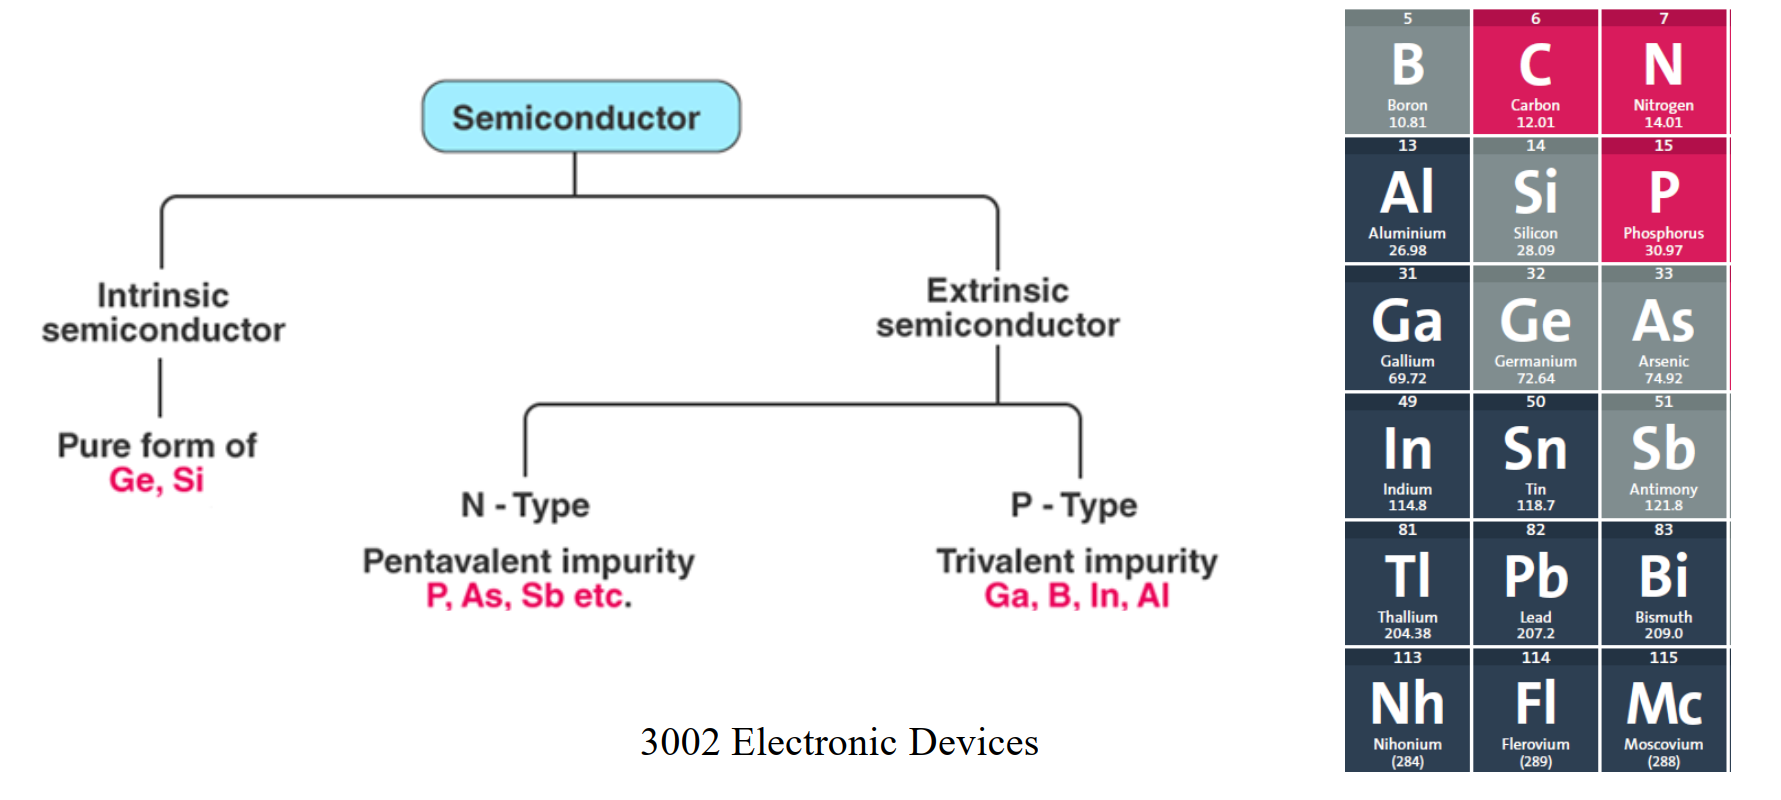 Semiconductor
Intrinsic
semiconductor
Extrinsic
semiconductor
Pure form of
Ge, Si
N - Type
P - Type
Pentavalent impurity
P, As, Sb etc.
Trivalent impurity
Ga, B, In, Al
3002 Electronic Devices
5
B
Boron
10.81
6
C
Carbon
12.01
7
N
Nitrogen
14.01
13
Al
Aluminium
26.98
14
Si
Silicon
28.09
15
P
Phosphorus
30.97
31
Ga
Gallium
69.72
32
Ge
Germanium
72.64
33
As
Arsenic
74.92
49
In
Indium
114.8
50
Sn
Tin
118.7
51
Sb
Antimony
121.8
81
Tl
Thallium
204.38
82
Pb
Lead
207.2
83
Bi
Bismuth
209.0
113
Nh
Nihonium
(284)
114
Fl
Flerovium
(289)
115
Mc
Moscovium
(288)